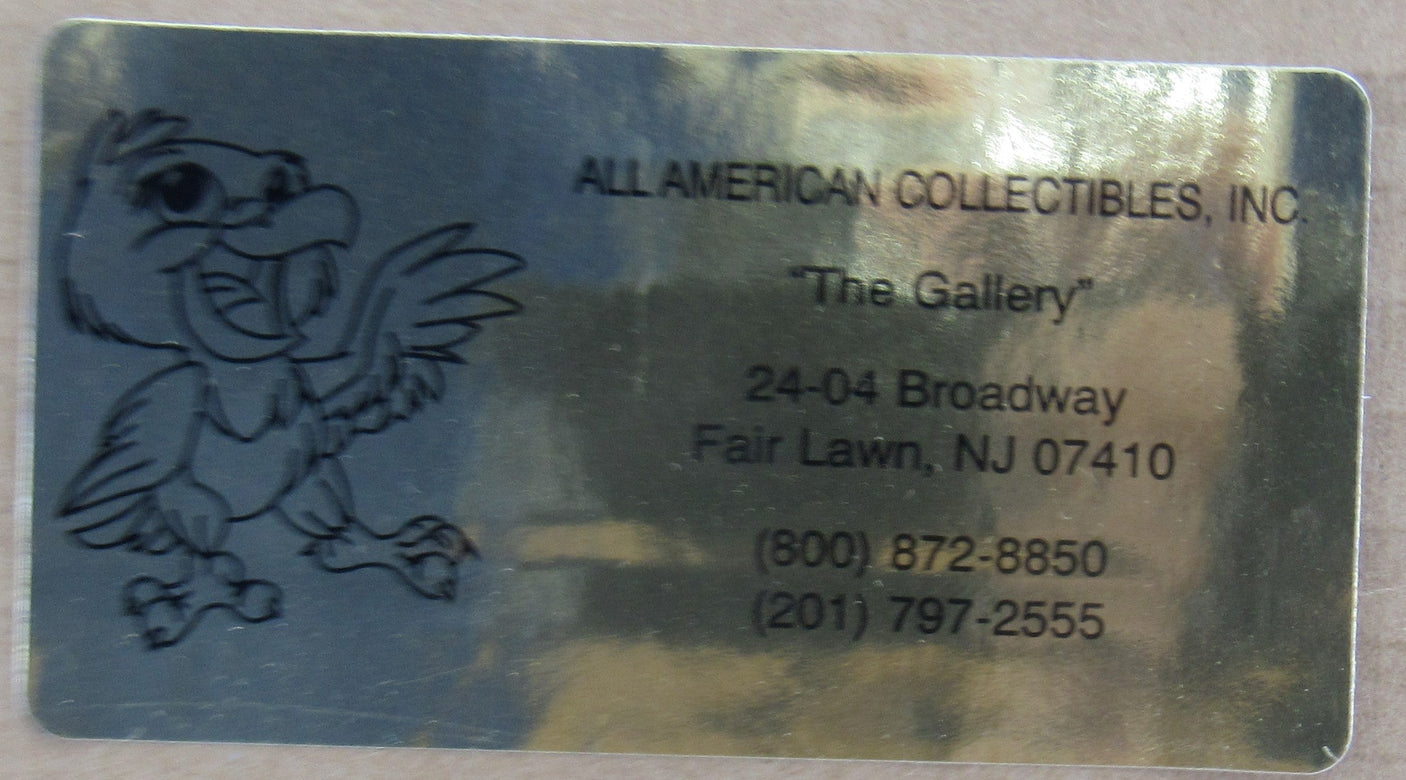 ALL AMERICAN COLLECTIBLES, INC.
"The Gallery"
24-04 Broadway
Fair Lawn, NJ 07410
(800) 872-8850
(201) 797-2555